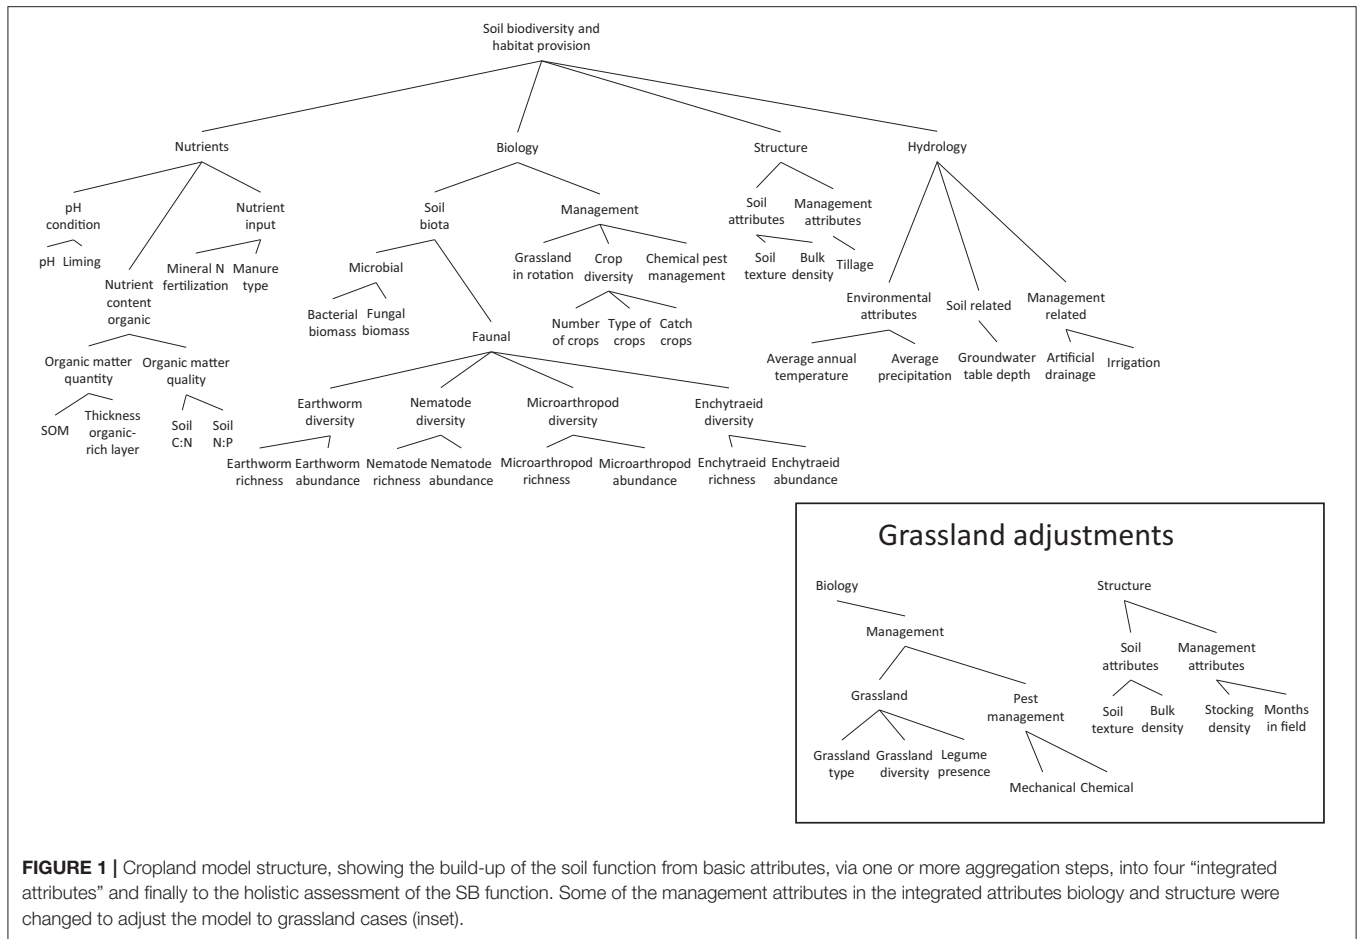 Soil biodiversity and
habitat provision
Nutrients
Biology
Structure
Hydrology
pH
condition
Nutrient
input
Soil
biota
Management
Soil
attributes
Management
attributes
pH Liming
Mineral N
fertilization
Manure
type
Nutrient
content
organic
Microbial
Grassland
in rotation
Crop
diversity
Chemical pest
management
Soil
texture
Bulk
density
Tillage
Bacterial
biomass
Fungal
biomass
Number
of crops
Type of
crops
Catch
crops
Environmental
attributes
Soil related
Management
related
Faunal
Organic matter
quantity
Organic matter
quality
Average annual
temperature
Average
precipitation
Groundwater
table depth
Artificial
drainage
Irrigation
SOM
Thickness
organic-
rich layer
Soil
C:N
Soil
N:P
Earthworm
diversity
Nematode
diversity
Microarthropod
diversity
Enchytraeid
diversity
Earthworm
richness
Earthworm
abundance
Nematode
richness
Nematode
abundance
Microarthropod
richness
Microarthropod
abundance
Enchytraeid
richness
Enchytraeid
abundance
Grassland adjustments
Biology
Management
Grassland
Pest
management
Grassland
type
Grassland
diversity
Legume
presence
Mechanical Chemical
Structure
Soil
attributes
Management
attributes
Soil
texture
Bulk
density
Stocking
density
Months
in field
FIGURE 1 | Cropland model structure, showing the build-up of the soil function from basic attributes, via one or more aggregation steps, into four “integrated
attributes” and finally to the holistic assessment of the SB function. Some of the management attributes in the integrated attributes biology and structure were
changed to adjust the model to grassland cases (inset).